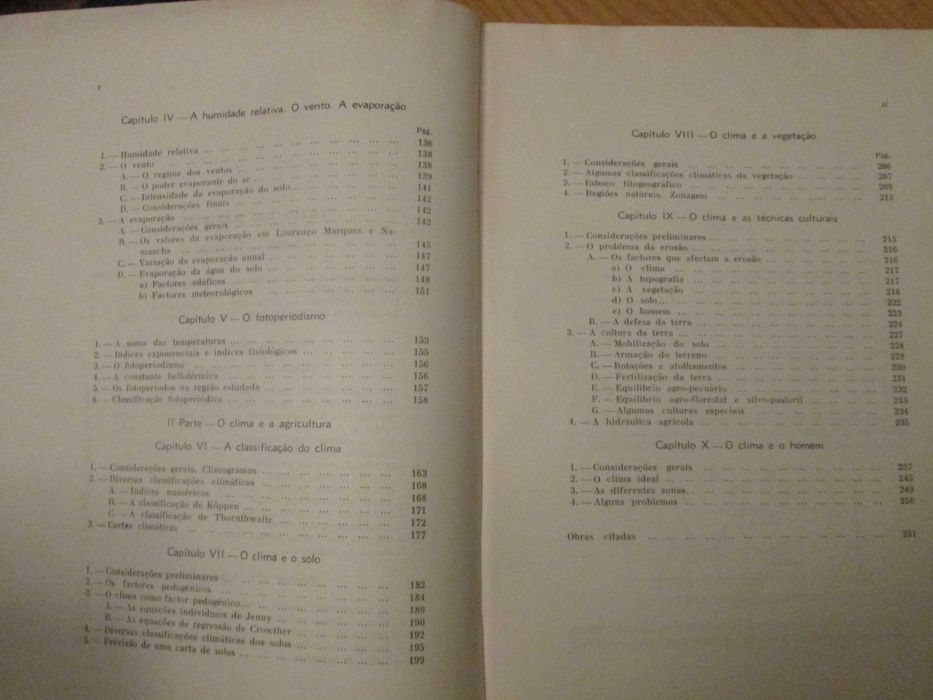 x
Capítulo IV — A humidade relativa. O vento. A evaporação
Pág.
1. — Humidade relativa ... 136
2. — O vento ... 138
A. — O regime dos ventos ... 138
B. — O poder evaporante do ar ... 139
C. — Intensidade da evaporação do solo... 141
D. — Considerações finais ... 142
3. — A evaporação ... 142
A. — Considerações gerais ... 142
B. — Os valores da evaporação em Lourenço Marques e Na-
maacha ... 145
C. — Variação da evaporação anual ... 147
D. — Evaporação da água do solo ... 147
a) Factores edáficos ... 148
b) Factores meteorológicos ... 151
Capítulo V — O fotoperiodismo
1. — A soma das temperaturas ... 153
2. — Índices exponenciais e índices fisiológicos ... 155
3. — O fotoperiodismo ... 156
4. — A constante heliotérmica ... 156
5. — Os fotoperíodos na região estudada ... 157
6. — Classificação fotoperiódica ... 158
II Parte — O clima e a agricultura
Capítulo VI — A classificação do clima
1. — Considerações gerais. Climogramas ... 163
2. — Diversas classificações climáticas ... 168
A. — Índices numéricos ... 168
B. — A classificação de Köppen ... 171
C. — A classificação de Thornthwaite ... 172
3. — Cartas climáticas ... 177
Capítulo VII — O clima e o solo
1. — Considerações preliminares ... 182
2. — Os factores pedogénicos ... 184
3. — O clima como factor pedogénico... 189
A. — As equações individuais de Jenny ... 190
B. — As equações de regressão de Crowther ... 192
4. — Diversas classificações climáticas dos solos ... 195
5. — Previsão de uma carta de solos ... 199
Capítulo VIII — O clima e a vegetação
Pág.
1. — Considerações gerais ... 206
2. — Algumas classificações climáticas da vegetação ... 207
3. — Esboço fitogeográfico ... 209
4. — Regiões naturais. Zonagem ... 213
Capítulo IX — O clima e as técnicas culturais
1. — Considerações preliminares ... 215
2. — O problema da erosão ... 216
A. — Os factores que afectam a erosão ... 216
a) O clima ... 217
b) A topografia ... 217
c) A vegetação ... 218
d) O solo... 222
e) O homem ... 223
B. — A defesa da terra ... 224
3. — A cultura da terra ... 227
A. — Mobilização do solo ... 228
B. — Armação do terreno ... 229
C. — Rotações e afolhamentos ... 230
D. — Fertilização da terra ... 231
E. — Equilíbrio agro-pecuário ... 232
F. — Equilíbrio agro-florestal e silvo-pastoril ... 233
G. — Algumas culturas especiais ... 234
4. — A hidráulica agrícola ... 235
Capítulo X — O clima e o homem
1. — Considerações gerais ... 237
2. — O clima ideal ... 245
3. — As diferentes zonas... 249
4. — Alguns problemas ... 250
Obras citadas ... 251